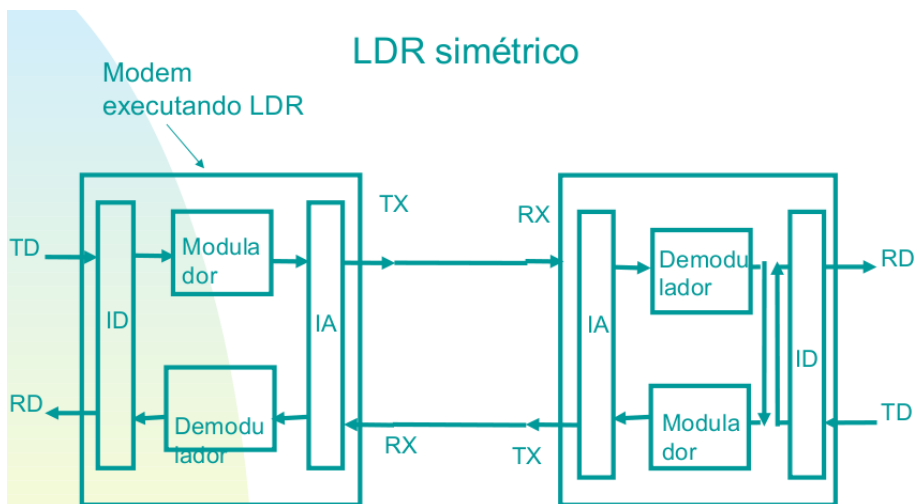 LDR simétrico
Modem
executando LDR
TX
RX
TD
Modula
dor
Demodu
lador
RD
ID
IA
IA
ID
RD
Demodu
lador
RX
TX
Modula
dor
TD